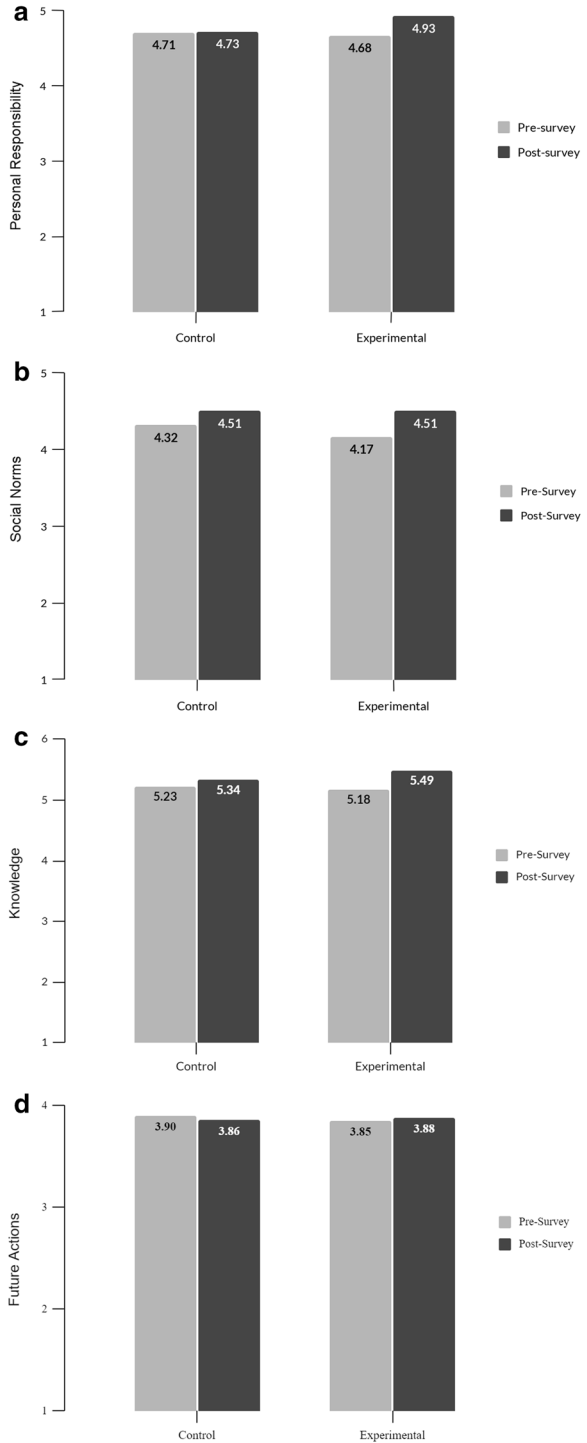 a
5
4
3
2
1
Personal Responsibility
4.71
4.73
4.68
4.93
Control
Experimental
Pre-survey
Post-survey
b
5
4
3
2
1
Social Norms
4.32
4.51
4.17
4.51
Control
Experimental
Pre-Survey
Post-Survey
c
6
5
4
3
2
1
Knowledge
5.23
5.34
5.18
5.49
Control
Experimental
Pre-Survey
Post-Survey
d
4
3
2
1
Future Actions
3.90
3.86
3.85
3.88
Control
Experimental
Pre-Survey
Post-Survey